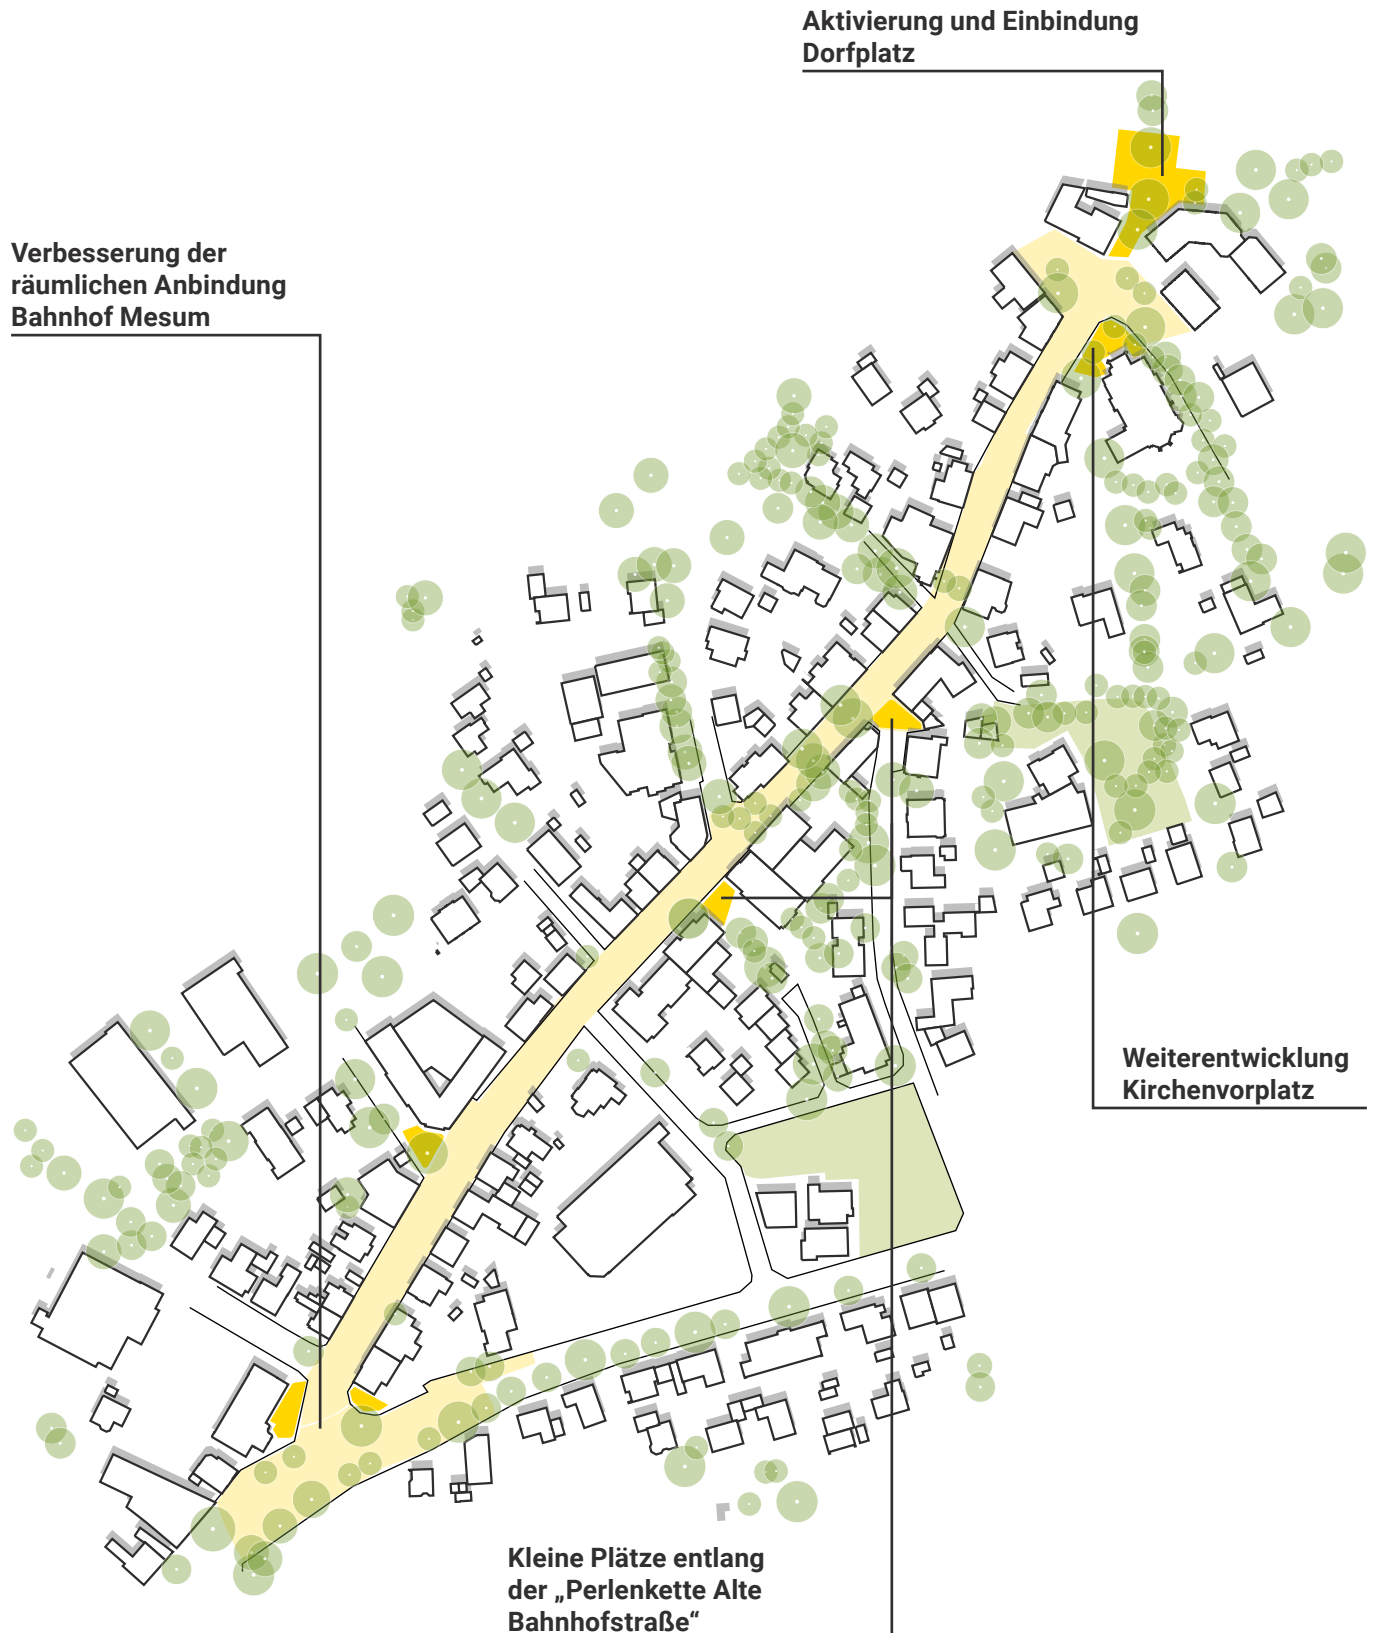 Aktivierung und Einbindung
Dorfplatz
Verbesserung der
räumlichen Anbindung
Bahnhof Mesum
Weiterentwicklung
Kirchenvorplatz
Kleine Plätze entlang
der „Perlenkette Alte
Bahnhofstraße“